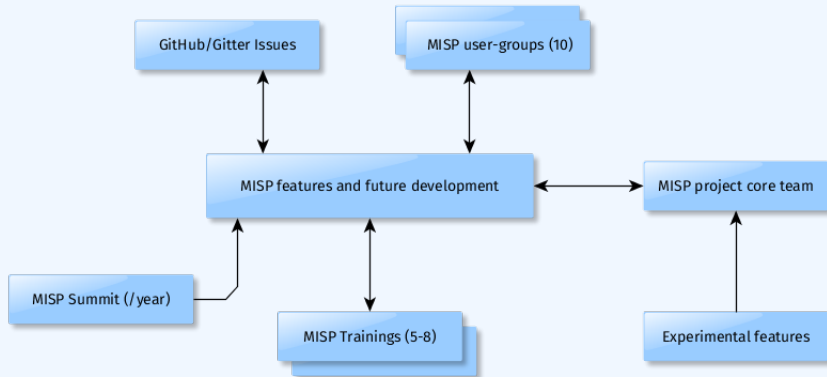 GitHub/Gitter Issues
MISP user-groups (10)
MISP features and future development
MISP project core team
MISP Summit (/year)
MISP Trainings (5-8)
Experimental features